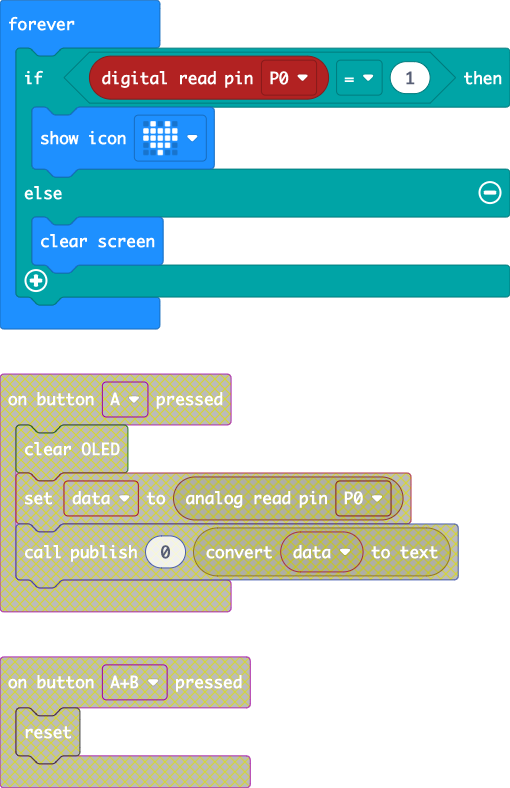 forever
if digital read pin P0 = 1 then
show icon
else
clear screen
on button A pressed
clear OLED
set data to analog read pin P0
call publish 0 convert data to text
on button A+B pressed
reset